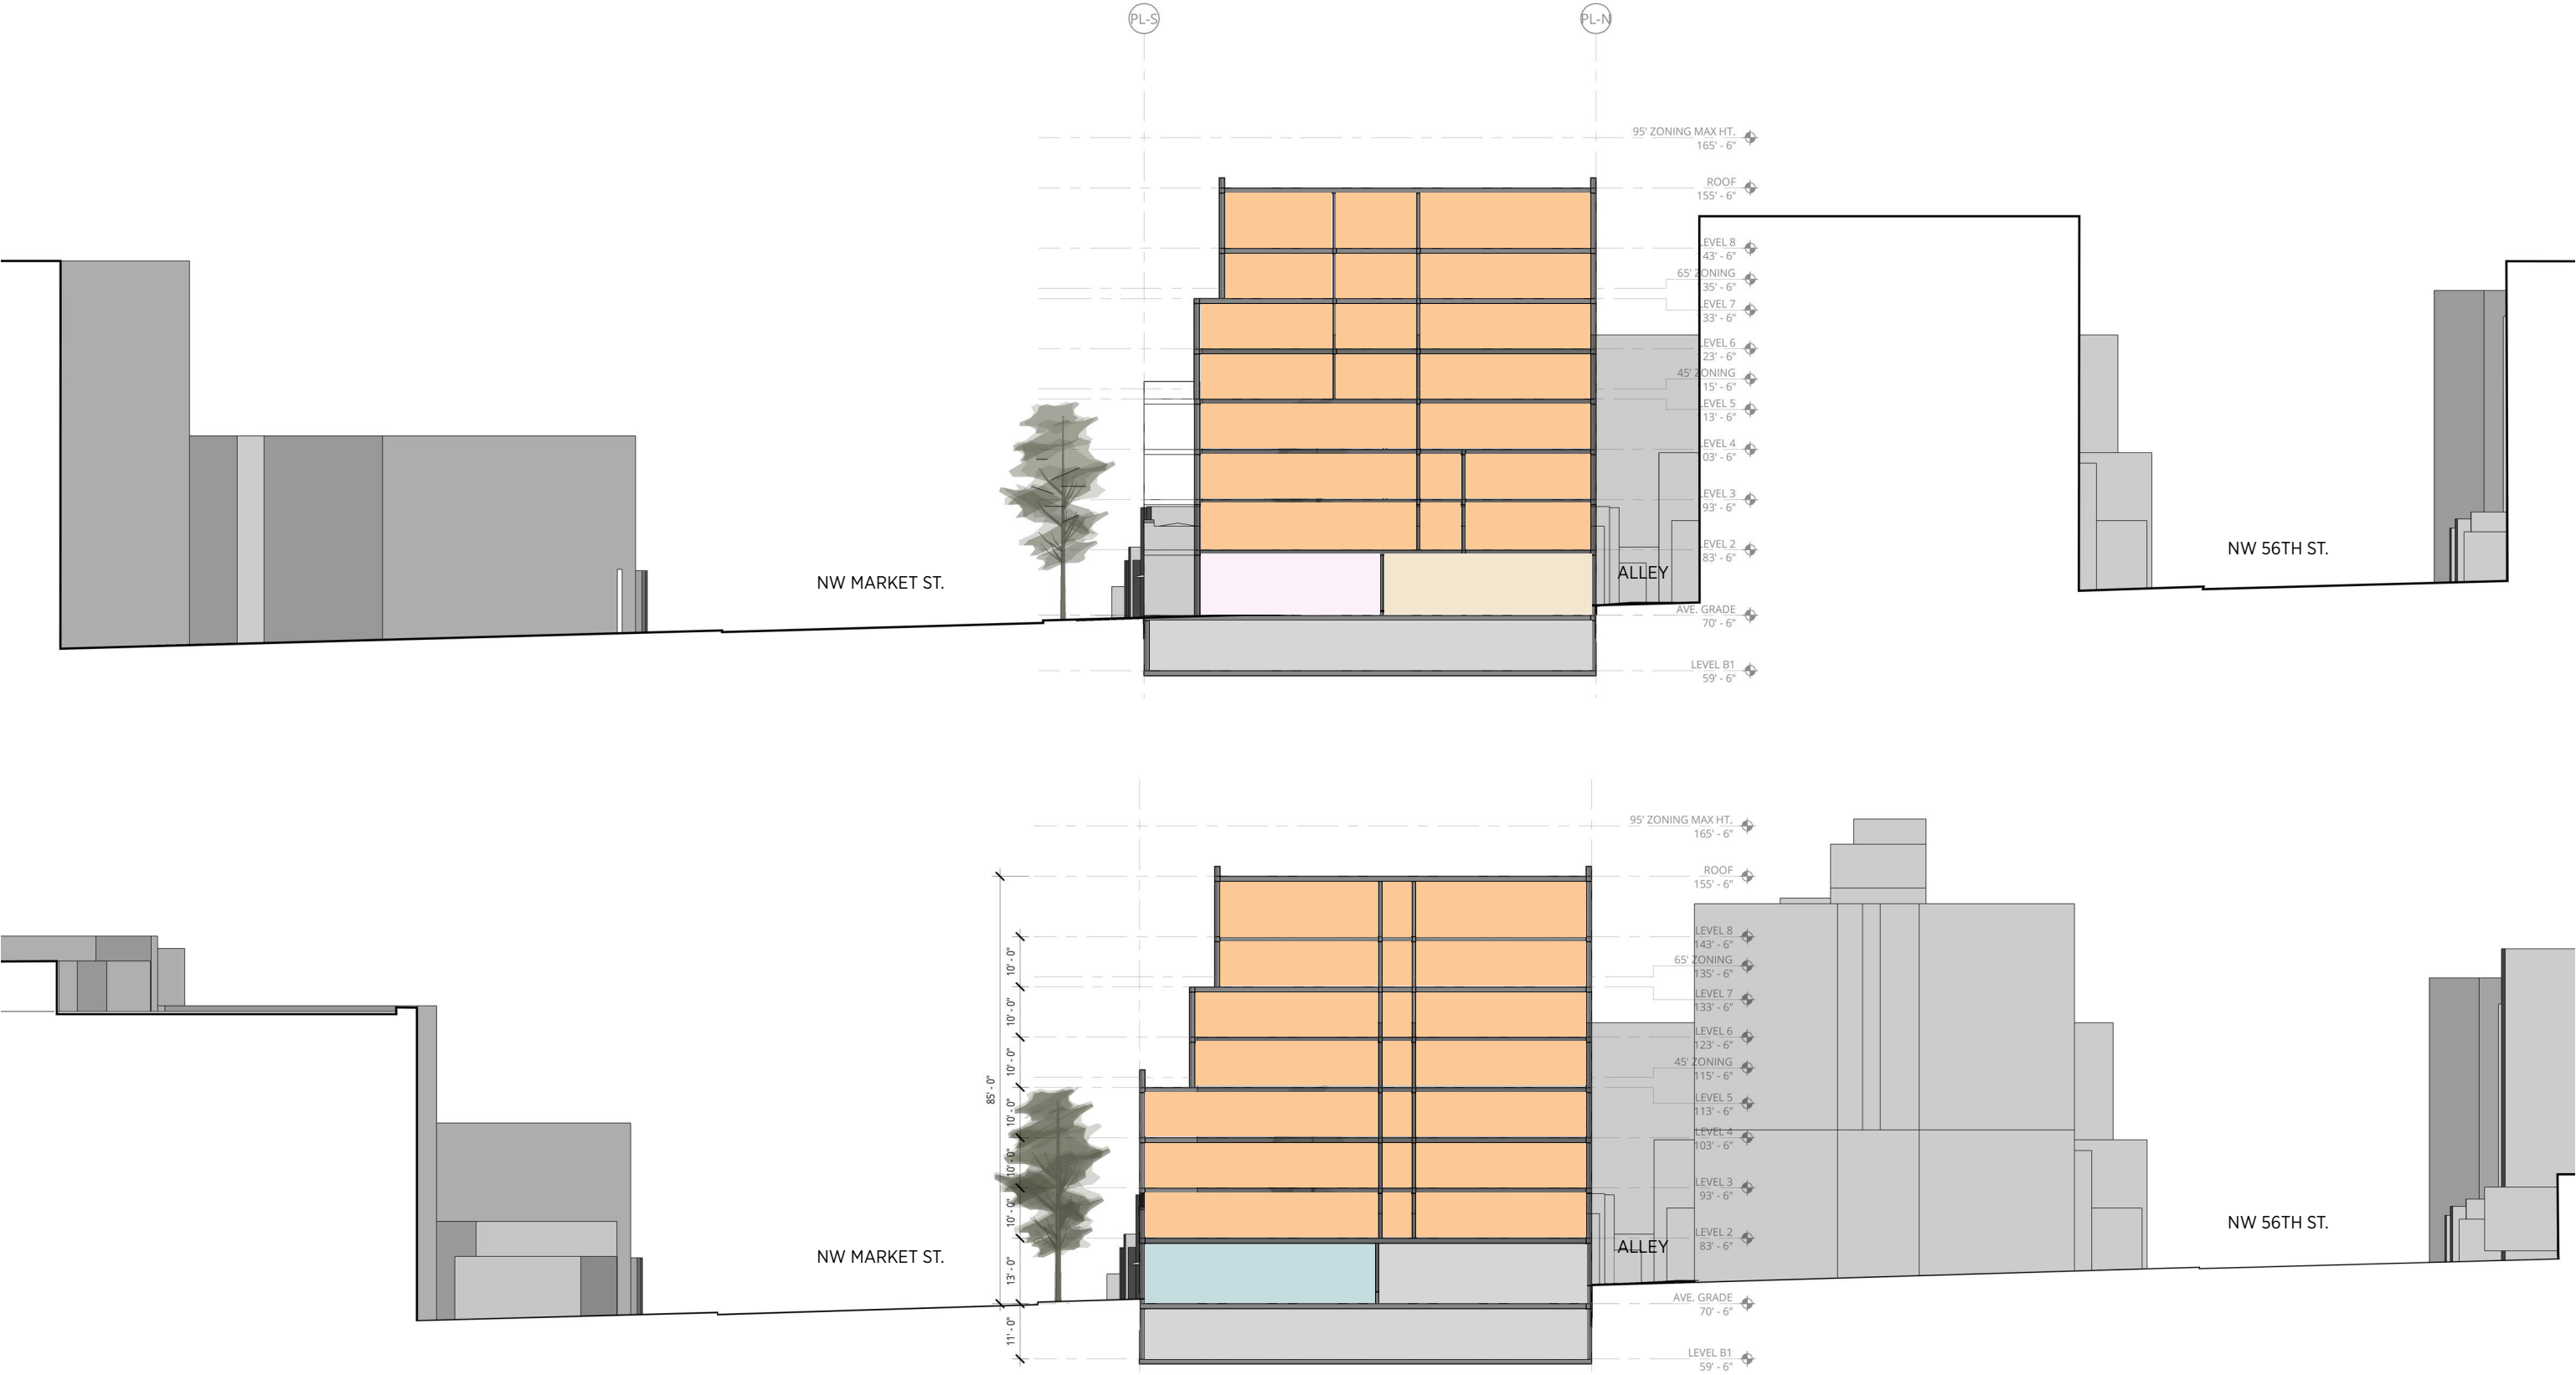 PL-S
PL-N
95' ZONING MAX HT.
165' - 6"
ROOF
155' - 6"
LEVEL 8
43' - 6"
65' ZONING
35' - 6"
LEVEL 7
33' - 6"
LEVEL 6
23' - 6"
45' ZONING
15' - 6"
LEVEL 5
13' - 6"
LEVEL 4
03' - 6"
LEVEL 3
93' - 6"
LEVEL 2
83' - 6"
NW MARKET ST.
ALLEY
NW 56TH ST.
AVE. GRADE
70' - 6"
LEVEL B1
59' - 6"
95' ZONING MAX HT.
165' - 6"
ROOF
155' - 6"
LEVEL 8
143' - 6"
65' ZONING
135' - 6"
LEVEL 7
133' - 6"
LEVEL 6
123' - 6"
45' ZONING
115' - 6"
LEVEL 5
113' - 6"
LEVEL 4
103' - 6"
LEVEL 3
93' - 6"
LEVEL 2
83' - 6"
85' - 0"
10' - 0"
10' - 0"
10' - 0"
10' - 0"
10' - 0"
10' - 0"
13' - 0"
11' - 0"
NW MARKET ST.
ALLEY
NW 56TH ST.
AVE. GRADE
70' - 6"
LEVEL B1
59' - 6"